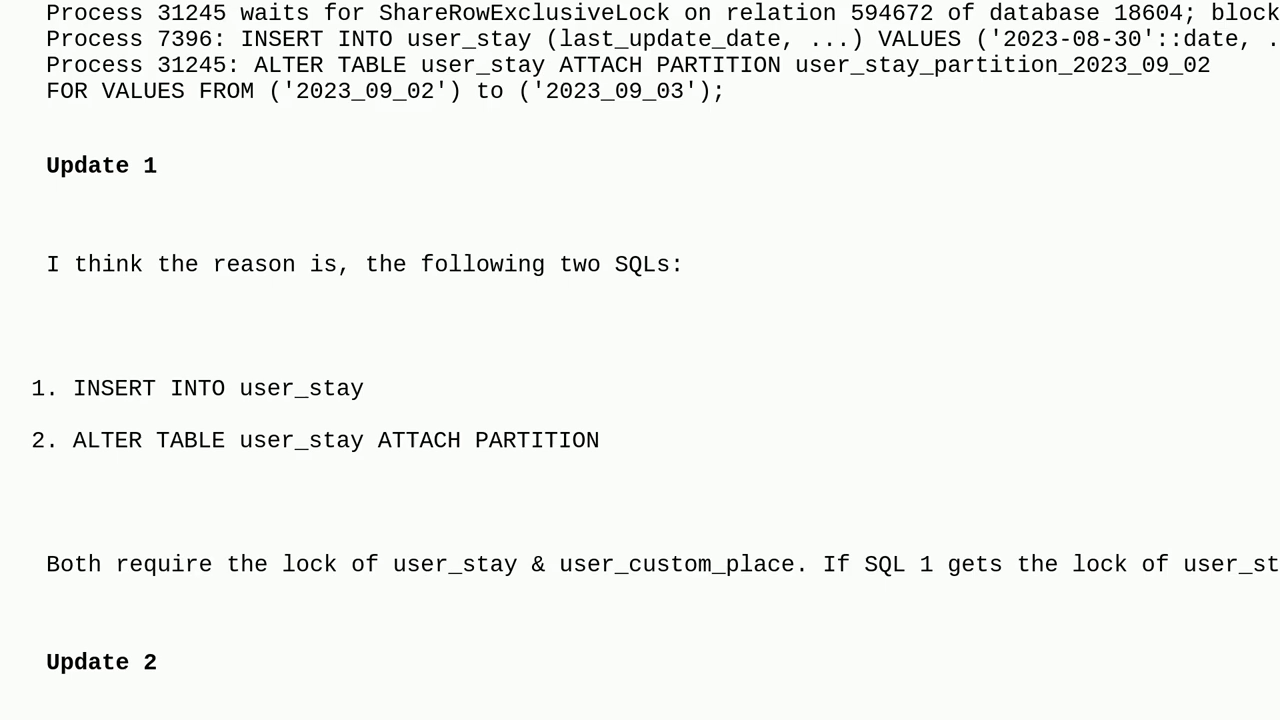 Process 31245 waits for ShareRowExclusiveLock on relation 594672 of database 18604; block
Process 7396: INSERT INTO user_stay (last_update_date, ...) VALUES ('2023-08-30'::date, .
Process 31245: ALTER TABLE user_stay ATTACH PARTITION user_stay_partition_2023_09_02
FOR VALUES FROM ('2023_09_02') to ('2023_09_03');
Update 1
I think the reason is, the following two SQLs:
1. INSERT INTO user_stay
2. ALTER TABLE user_stay ATTACH PARTITION
Both require the lock of user_stay & user_custom_place. If SQL 1 gets the lock of user_st
Update 2